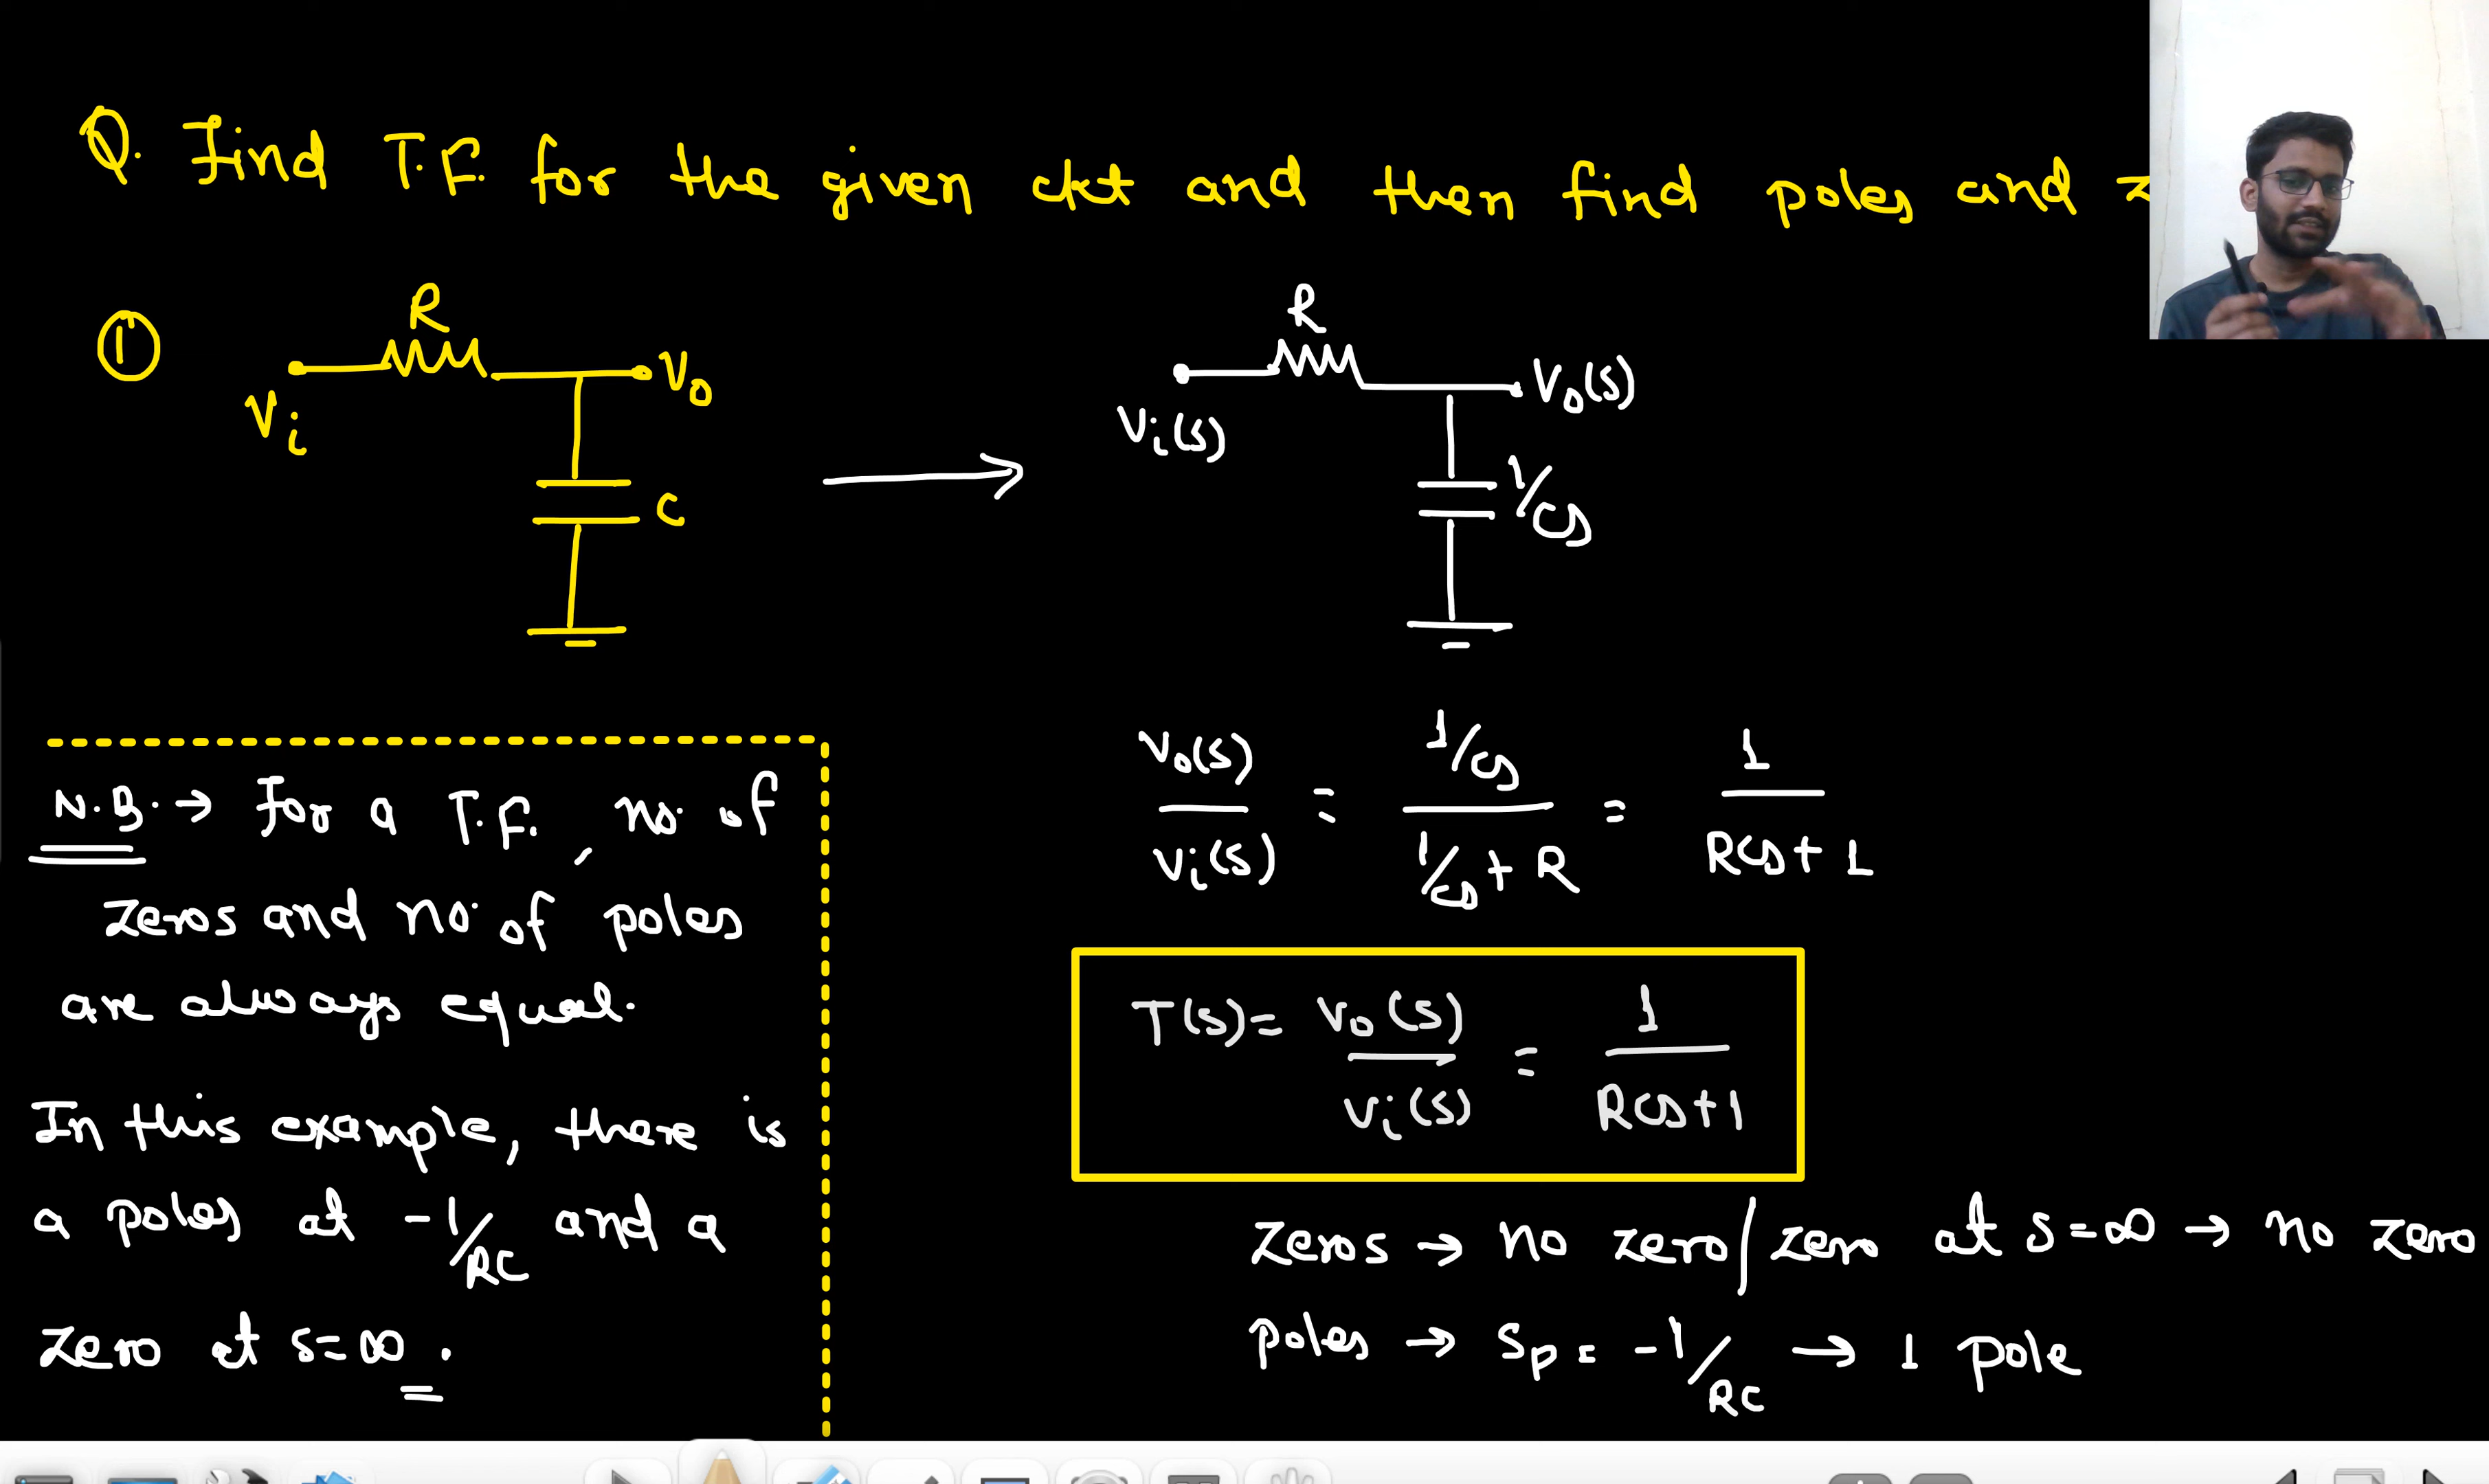 Q. Find T.F. for the given ckt and then find poles and z
①
R
Vi
Vo
C
R
Vi(s)
Vo(s)
1/Cs
Vo(s)/Vi(s) = (1/Cs)/(1/Cs + R) = 1/(RCs + 1)
T(s) = Vo(s)/Vi(s) = 1/(RCs+1)
zeros → no zero/zero at s=∞ → no zero
poles → Sp = -1/RC → 1 pole
N.B. → For a T.F., no. of
zeros and no. of poles
are always equal.
In this example, there is
a poles at -1/RC and a
zero at s=∞.